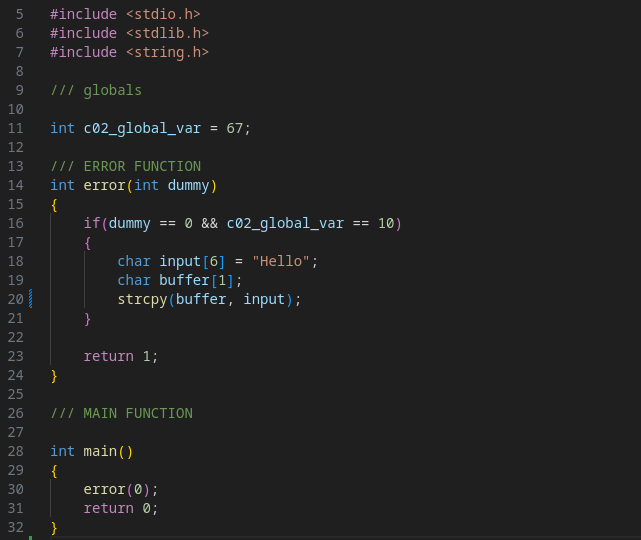 5 #include <stdio.h>
6 #include <stdlib.h>
7 #include <string.h>
8
9 /// globals
10
11 int c02_global_var = 67;
12
13 /// ERROR FUNCTION
14 int error(int dummy)
15 {
16     if(dummy == 0 && c02_global_var == 10)
17     {
18         char input[6] = "Hello";
19         char buffer[1];
20         strcpy(buffer, input);
21     }
22
23     return 1;
24 }
25
26 /// MAIN FUNCTION
27
28 int main()
29 {
30     error(0);
31     return 0;
32 }